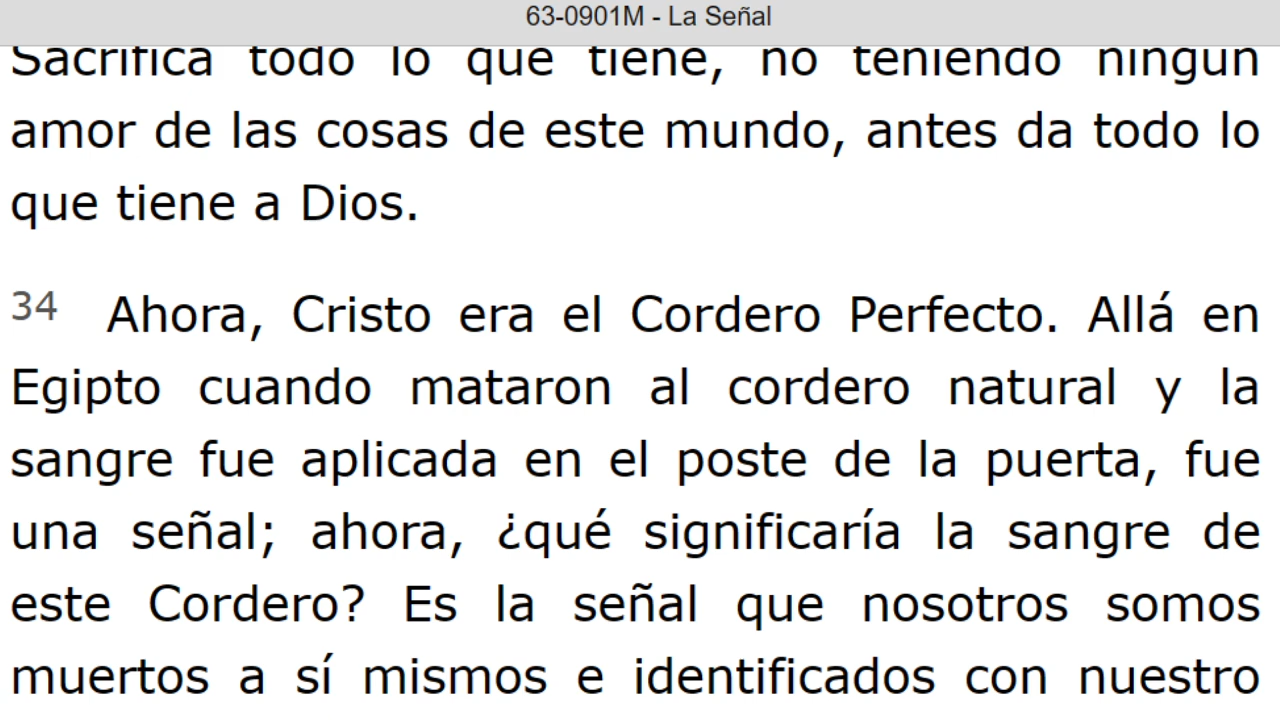 63-0901M - La Señal
Sacrifica todo lo que tiene, no teniendo ningún
amor de las cosas de este mundo, antes da todo lo
que tiene a Dios.
34 Ahora, Cristo era el Cordero Perfecto. Allá en
Egipto cuando mataron al cordero natural y la
sangre fue aplicada en el poste de la puerta, fue
una señal; ahora, ¿qué significaría la sangre de
este Cordero? Es la señal que nosotros somos
muertos a sí mismos e identificados con nuestro